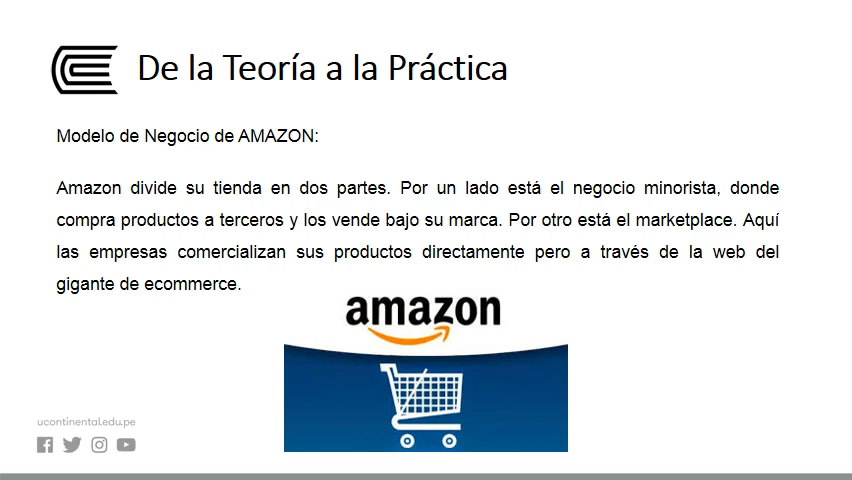 De la Teoría a la Práctica
Modelo de Negocio de AMAZON:
Amazon divide su tienda en dos partes. Por un lado está el negocio minorista, donde
compra productos a terceros y los vende bajo su marca. Por otro está el marketplace. Aquí
las empresas comercializan sus productos directamente pero a través de la web del
gigante de ecommerce.
amazon
ucontinental.edu.pe